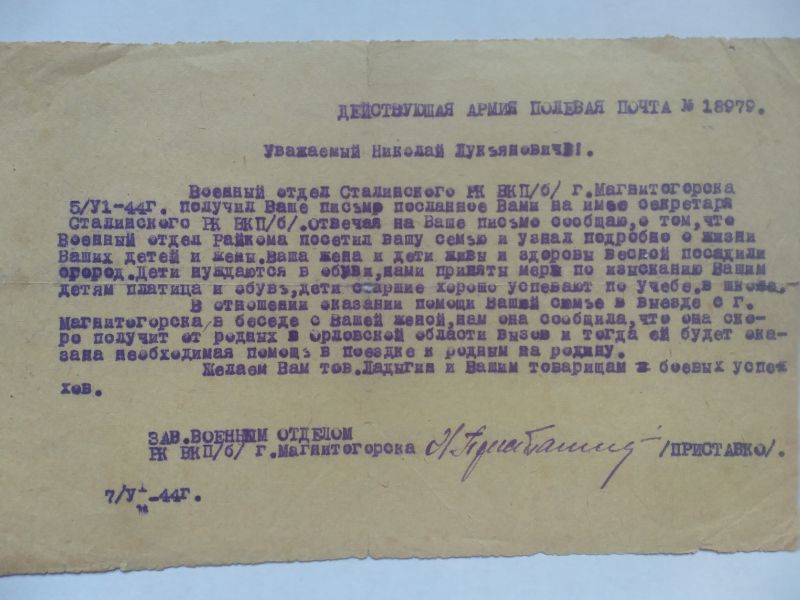 ДЕЙСТВУЮЩАЯ АРМИЯ ПОЛЕВАЯ ПОЧТА № 18979.
Уважаемый Николай Лукьянович!.
Военный отдел Сталинского РК ВКП/б/ г.Магнитогорска
5/У1-44г. получил Ваше письмо посланное Вами на имее секретаря
Сталинского РК ВКП/б/.Отвечая на Ваше письмо сообщаю,о том,что
Военный отдел Райкома посетил вашу семью и узнал подробно о жизни
Ваших детей и жены.Ваша жена и дети живы и здоровы веской посадили
огород.Дети нуждаются в обуви,нами приняты меры по изысканию Вашим
детям платица и обувь,дети старшие хорошо успевают по учебе,в школа.
В отношении оказании помощи Вашей семье в выезде с г.
магнитогорска,в беседе с Вашей женой,нам она сообщила,что она ско-
ро получит от родных в Орловской области вызов и тогда ей будет ока-
зана необходимая помощь в поездке к родным на родину.
Желаем Вам тов.Ладыгин и Вашим товарищам в боевых успе
хов.
ЗАВ.ВОЕННЫМ ОТДЕЛОМ
РК ВКП/б/ г.Магнитогорска /ПРИСТАВКО/.
7/У1-44г.